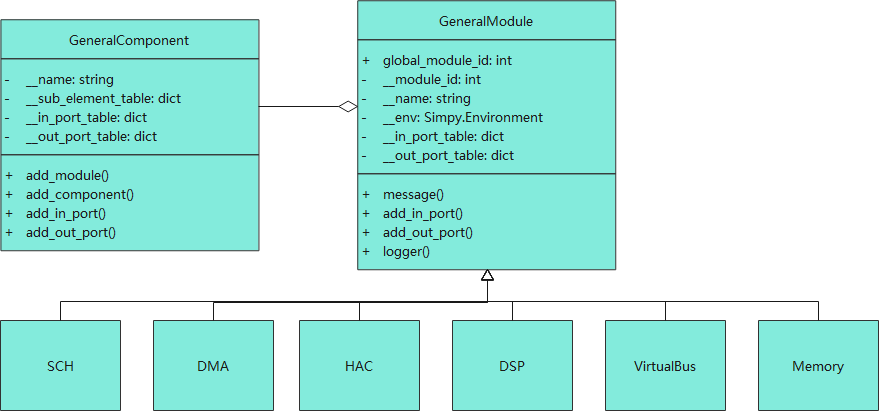 GeneralComponent
- __name: string
- __sub_element_table: dict
- __in_port_table: dict
- __out_port_table: dict
+ add_module()
+ add_component()
+ add_in_port()
+ add_out_port()
GeneralModule
+ global_module_id: int
- __module_id: int
- __name: string
- __env: Simpy.Environment
- __in_port_table: dict
- __out_port_table: dict
+ message()
+ add_in_port()
+ add_out_port()
+ logger()
SCH
DMA
HAC
DSP
VirtualBus
Memory